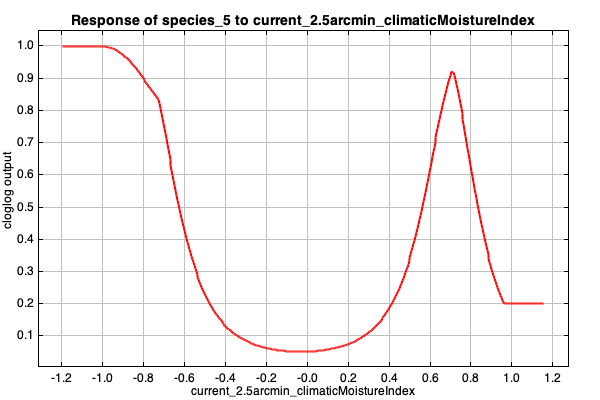 Response of species_5 to current_2.5arcmin_climaticMoistureIndex
1.0
0.9
0.8
0.7
0.6
0.5
0.4
0.3
0.2
0.1
cloglog output
-1.2 -1.0 -0.8 -0.6 -0.4 -0.2 -0.0 0.2 0.4 0.6 0.8 1.0 1.2
current_2.5arcmin_climaticMoistureIndex